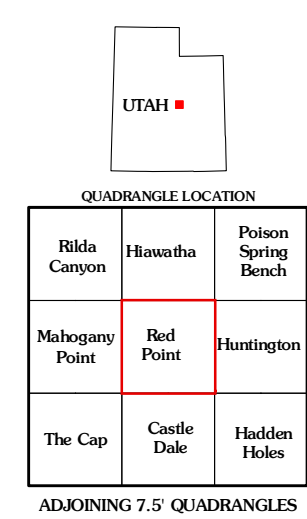 UTAH
QUADRANGLE LOCATION
Rilda
Canyon
Hiawatha
Poison
Spring
Bench
Mahogany
Point
Red
Point
Huntington
The Cap
Castle
Dale
Hadden
Holes
ADJOINING 7.5' QUADRANGLES